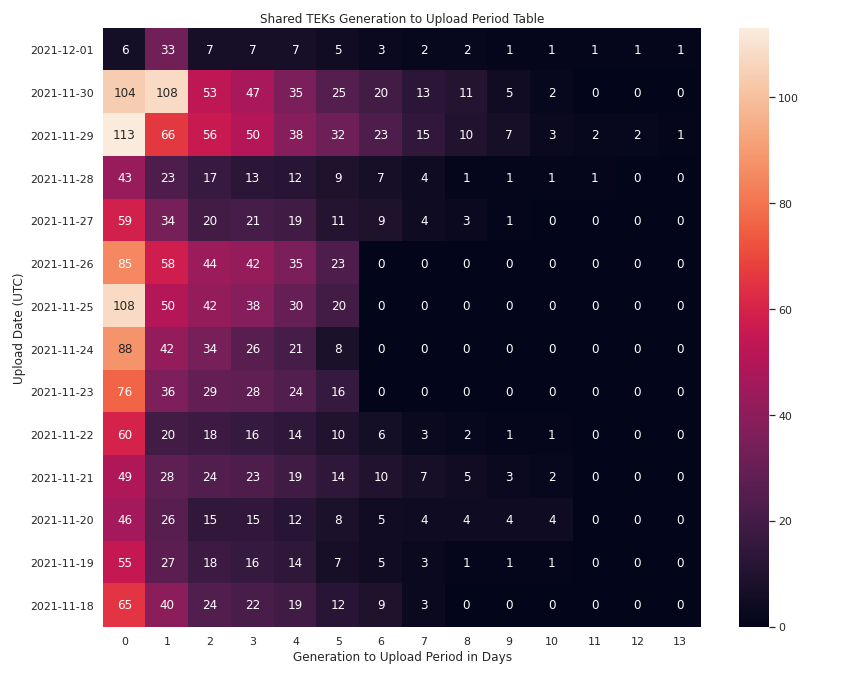 Shared TEKs Generation to Upload Period Table
Upload Date (UTC)
2021-12-01 6 33 7 7 7 5 3 2 2 1 1 1 1 1
2021-11-30 104 108 53 47 35 25 20 13 11 5 2 0 0 0
2021-11-29 113 66 56 50 38 32 23 15 10 7 3 2 2 1
2021-11-28 43 23 17 13 12 9 7 4 1 1 1 1 0 0
2021-11-27 59 34 20 21 19 11 9 4 3 1 0 0 0 0
2021-11-26 85 58 44 42 35 23 0 0 0 0 0 0 0 0
2021-11-25 108 50 42 38 30 20 0 0 0 0 0 0 0 0
2021-11-24 88 42 34 26 21 8 0 0 0 0 0 0 0 0
2021-11-23 76 36 29 28 24 16 0 0 0 0 0 0 0 0
2021-11-22 60 20 18 16 14 10 6 3 2 1 1 0 0 0
2021-11-21 49 28 24 23 19 14 10 7 5 3 2 0 0 0
2021-11-20 46 26 15 15 12 8 5 4 4 4 4 0 0 0
2021-11-19 55 27 18 16 14 7 5 3 1 1 1 0 0 0
2021-11-18 65 40 24 22 19 12 9 3 0 0 0 0 0 0
0 1 2 3 4 5 6 7 8 9 10 11 12 13
Generation to Upload Period in Days
100
80
60
40
20
0